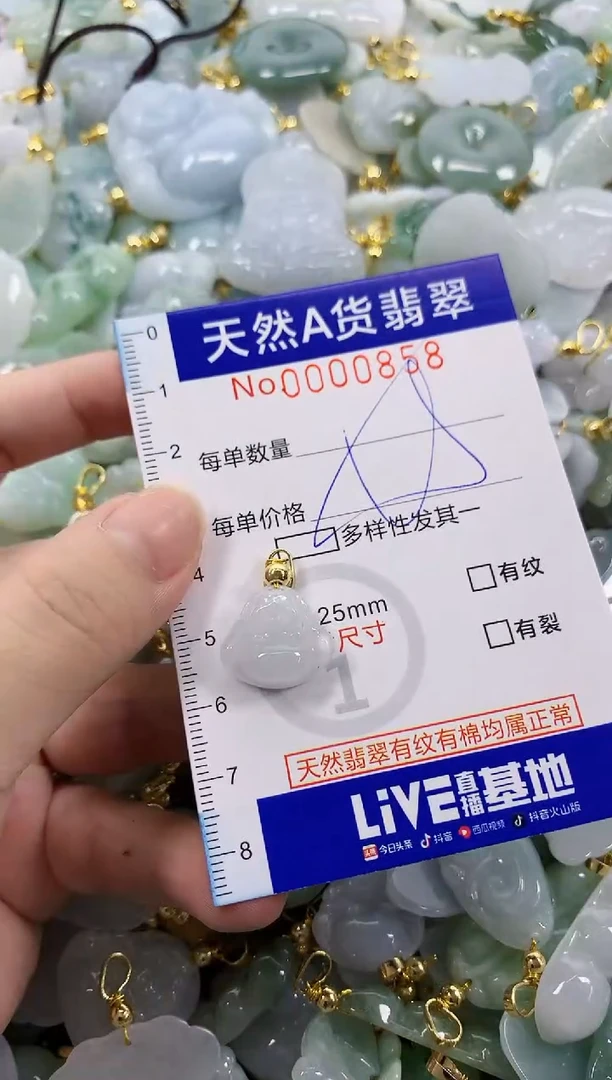 天然A货翡翠
No0000858
每单数量
每单价格
多样性发其一
有纹
25mm
尺寸
有裂
1
天然翡翠有纹有棉均属正常
LiVE直播基地
头条 今日头条 抖音 西瓜视频 抖音火山版
0
1
2
4
5
6
7
8